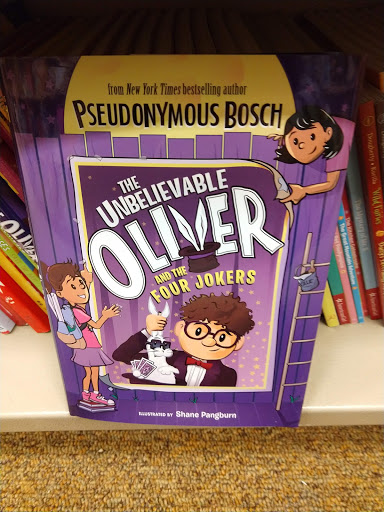 from New York Times bestselling author
PSEUDONYMOUS BOSCH
THE
UNBELIEVABLE
OLIVER
AND THE
FOUR JOKERS
ILLUSTRATED BY Shane Pangburn